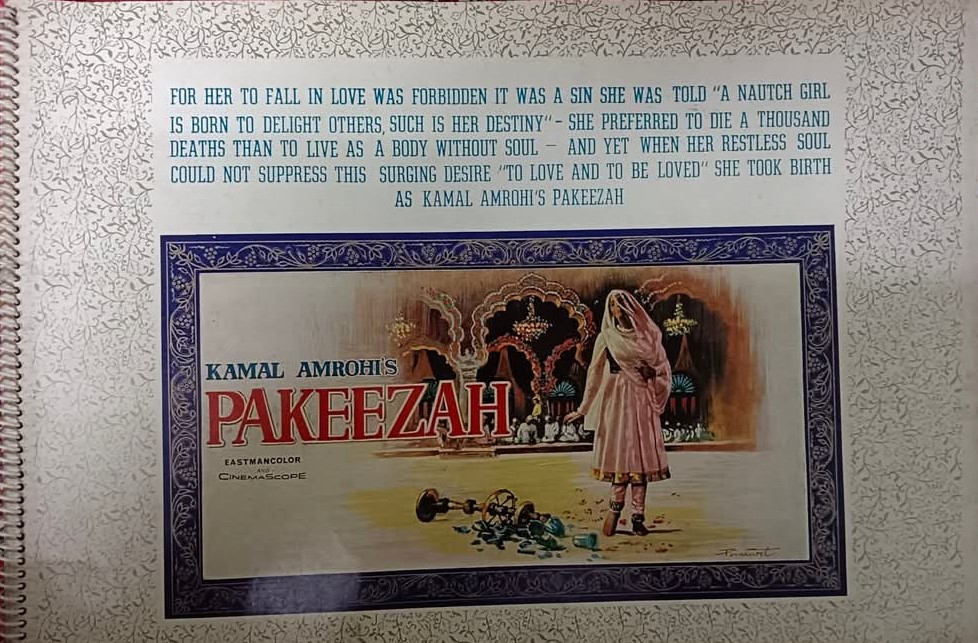 FOR HER TO FALL IN LOVE WAS FORBIDDEN IT WAS A SIN SHE WAS TOLD "A NAUTCH GIRL
IS BORN TO DELIGHT OTHERS, SUCH IS HER DESTINY" - SHE PREFERRED TO DIE A THOUSAND
DEATHS THAN TO LIVE AS A BODY WITHOUT SOUL - AND YET WHEN HER RESTLESS SOUL
COULD NOT SUPPRESS THIS SURGING DESIRE "TO LOVE AND TO BE LOVED" SHE TOOK BIRTH
AS KAMAL AMROHI'S PAKEEZAH
KAMAL AMROHI'S
PAKEEZAH
EASTMANCOLOR
AND
CINEMASCOPE